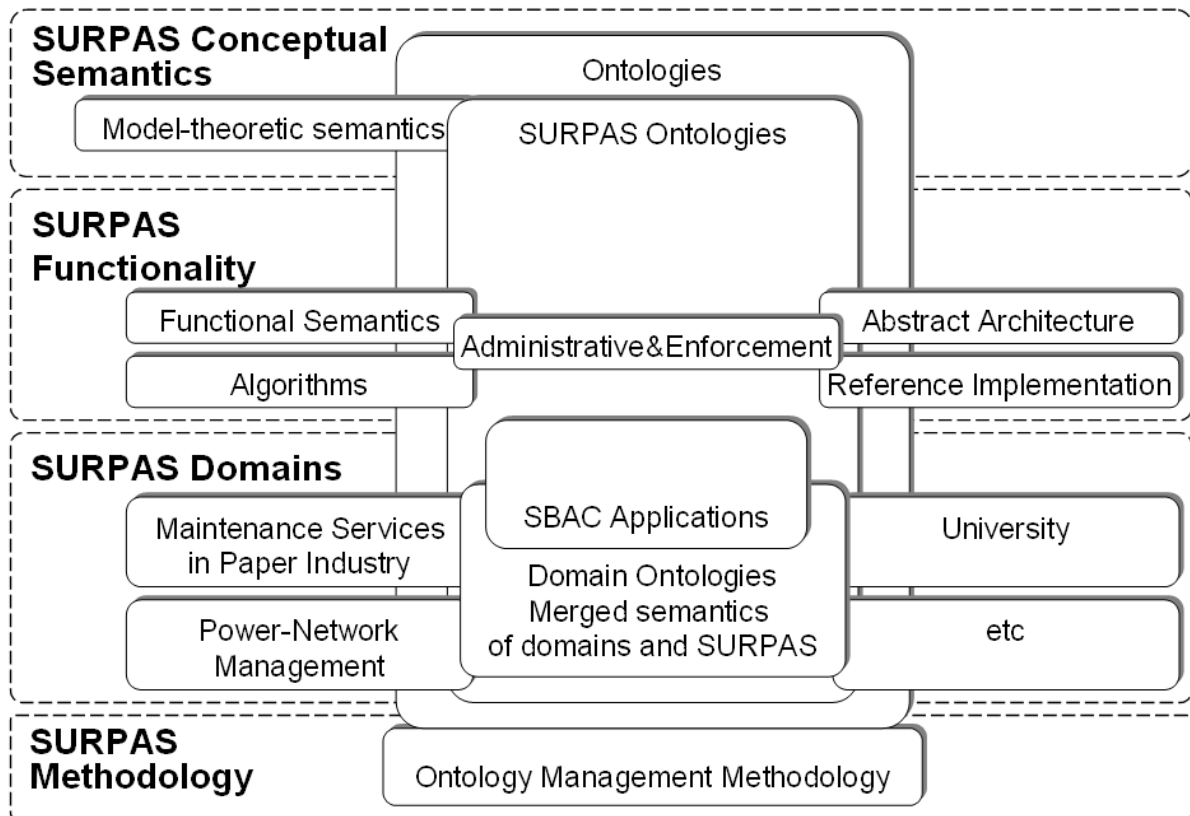 SURPAS Conceptual
Semantics
Ontologies
Model-theoretic semantics
SURPAS Ontologies
SURPAS
Functionality
Functional Semantics
Abstract Architecture
Administrative&Enforcement
Algorithms
Reference Implementation
SURPAS Domains
Maintenance Services
in Paper Industry
SBAC Applications
University
Domain Ontologies
Merged semantics
of domains and SURPAS
Power-Network
Management
etc
SURPAS
Methodology
Ontology Management Methodology